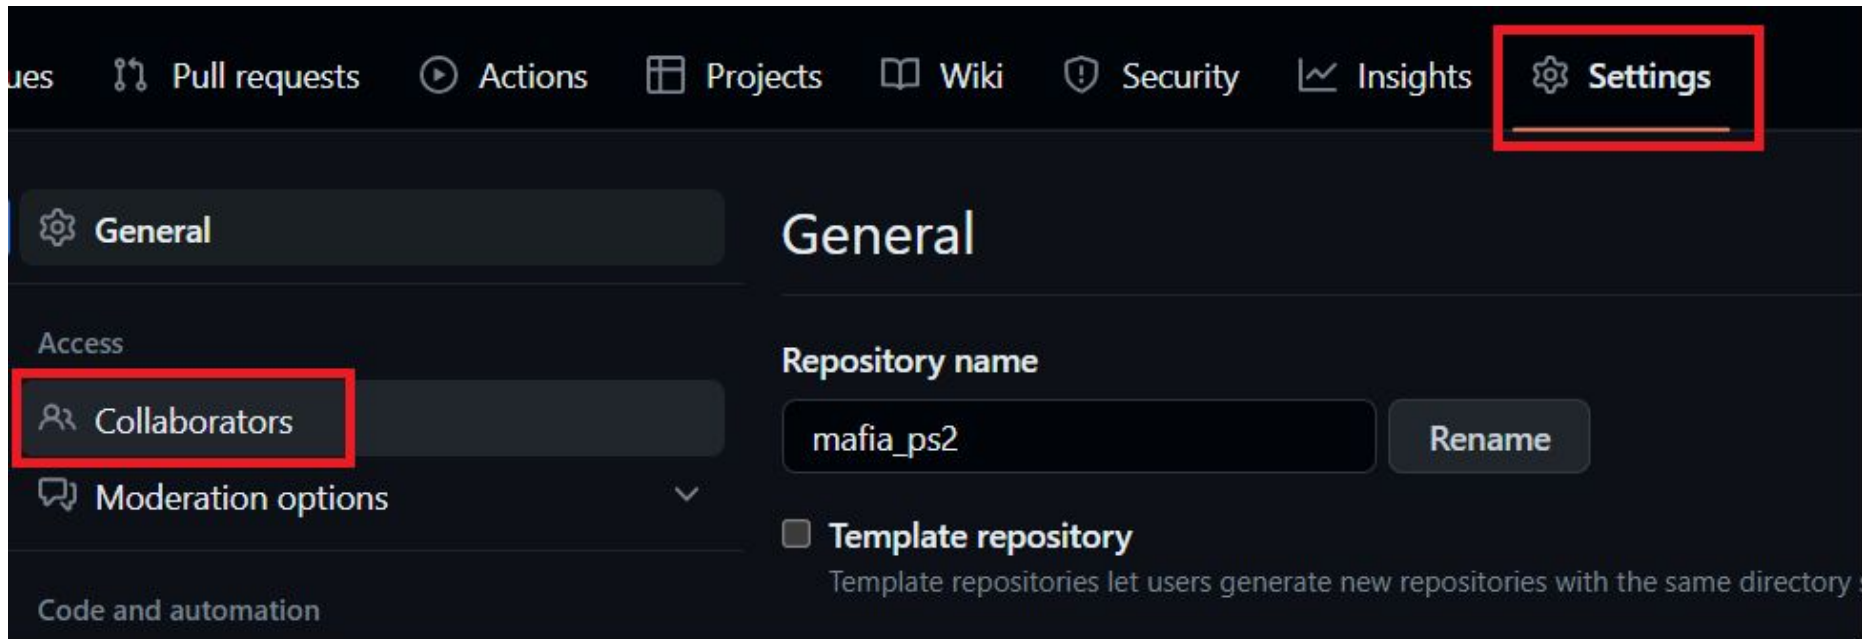 ues Pull requests Actions Projects Wiki Security Insights Settings
General
General
Access
Repository name
Collaborators
mafia_ps2 Rename
Moderation options
Template repository
Template repositories let users generate new repositories with the same directory
Code and automation